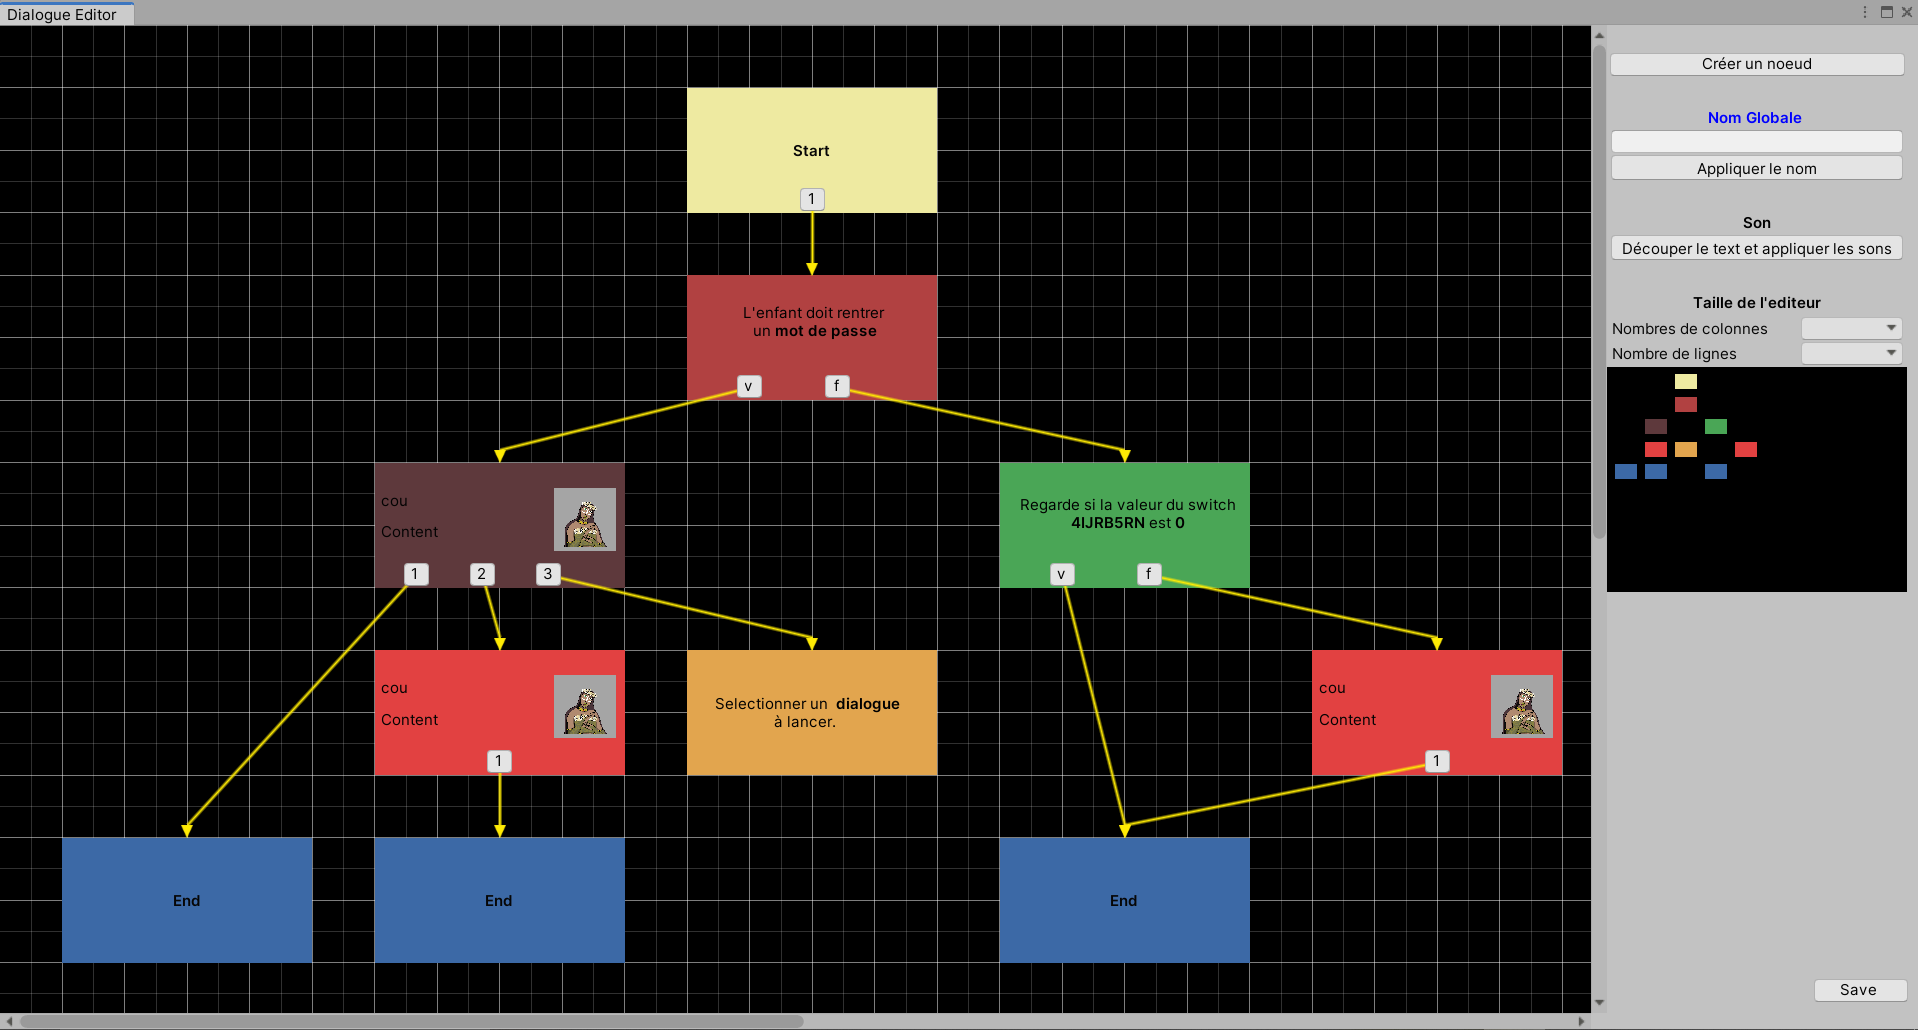 Dialogue Editor
Start
1
L'enfant doit rentrer
un mot de passe
v f
cou
Content
1 2 3
Regarde si la valeur du switch
4IJRB5RN est 0
v f
cou
Content
1
Selectionner un dialogue
à lancer.
cou
Content
1
End
End
End
Créer un noeud
Nom Globale
Appliquer le nom
Son
Découper le text et appliquer les sons
Taille de l'editeur
Nombres de colonnes
Nombre de lignes
Save